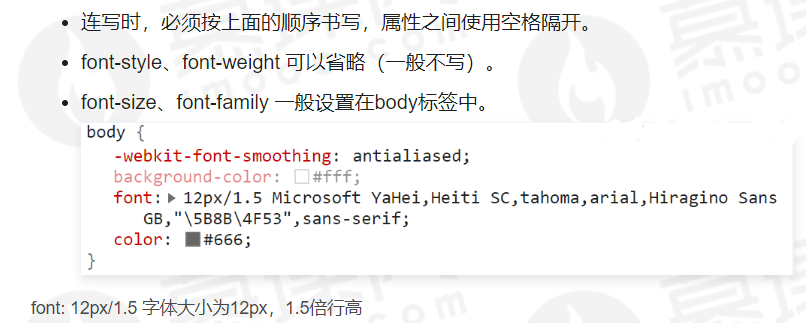 连写时，必须按上面的顺序书写，属性之间使用空格隔开。
font-style、font-weight 可以省略（一般不写）。
font-size、font-family 一般设置在body标签中。
body {
-webkit-font-smoothing: antialiased;
background-color: #fff;
font: 12px/1.5 Microsoft YaHei,Heiti SC,tahoma,arial,Hiragino Sans
GB,"\5B8B\4F53",sans-serif;
color: #666;
}
font: 12px/1.5 字体大小为12px，1.5倍行高